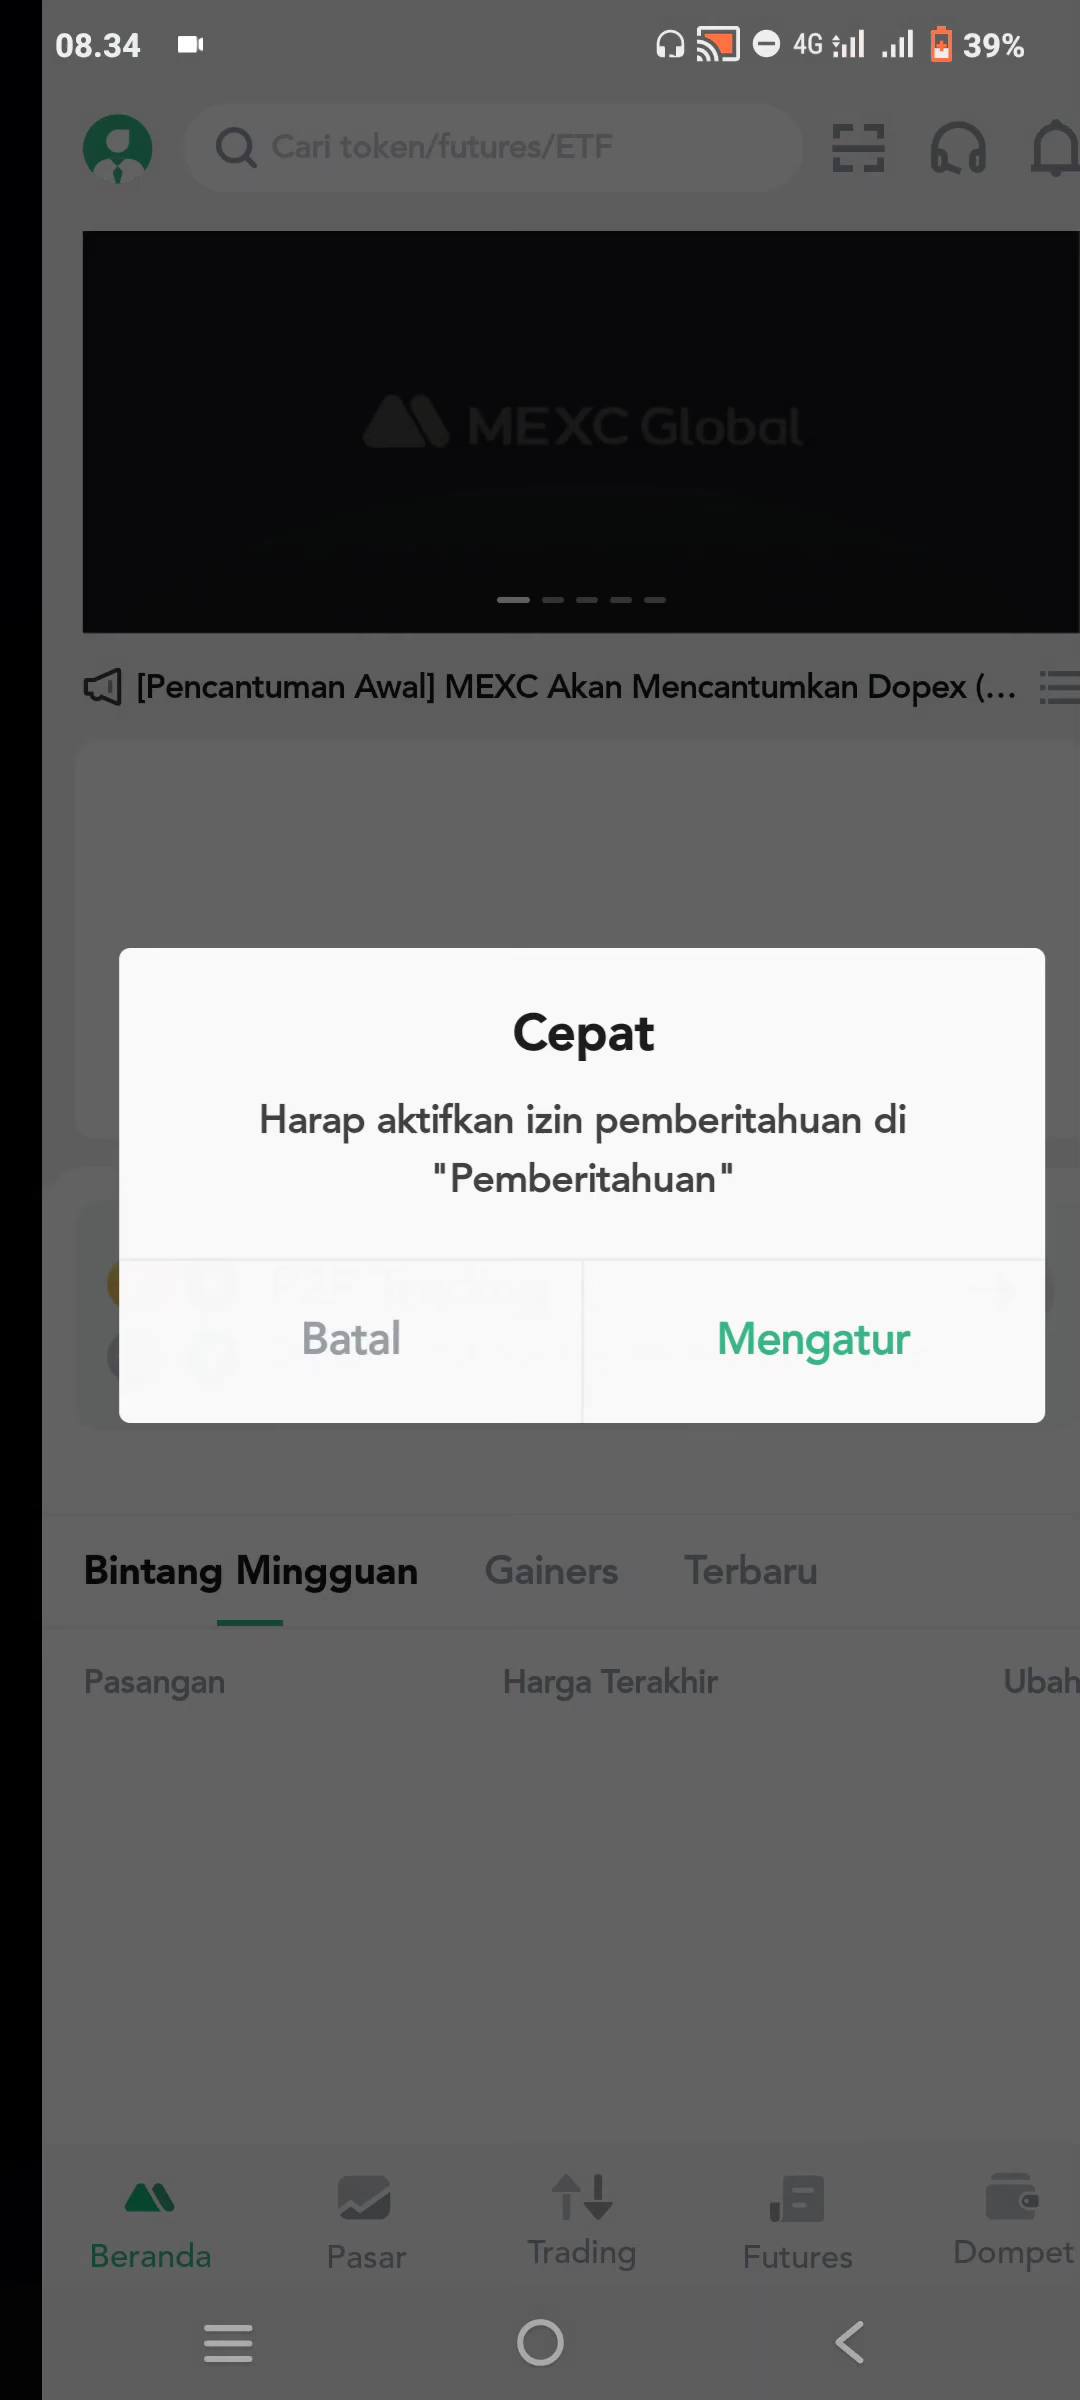 08.34
4G
39%
Cari token/futures/ETF
MEXC Global
[Pencantuman Awal] MEXC Akan Mencantumkan Dopex (...
Cepat
Harap aktifkan izin pemberitahuan di
"Pemberitahuan"
P2P Trading
Batal
Mengatur
Bintang Mingguan
Gainers
Terbaru
Pasangan
Harga Terakhir
Ubah
Beranda
Pasar
Trading
Futures
Dompet